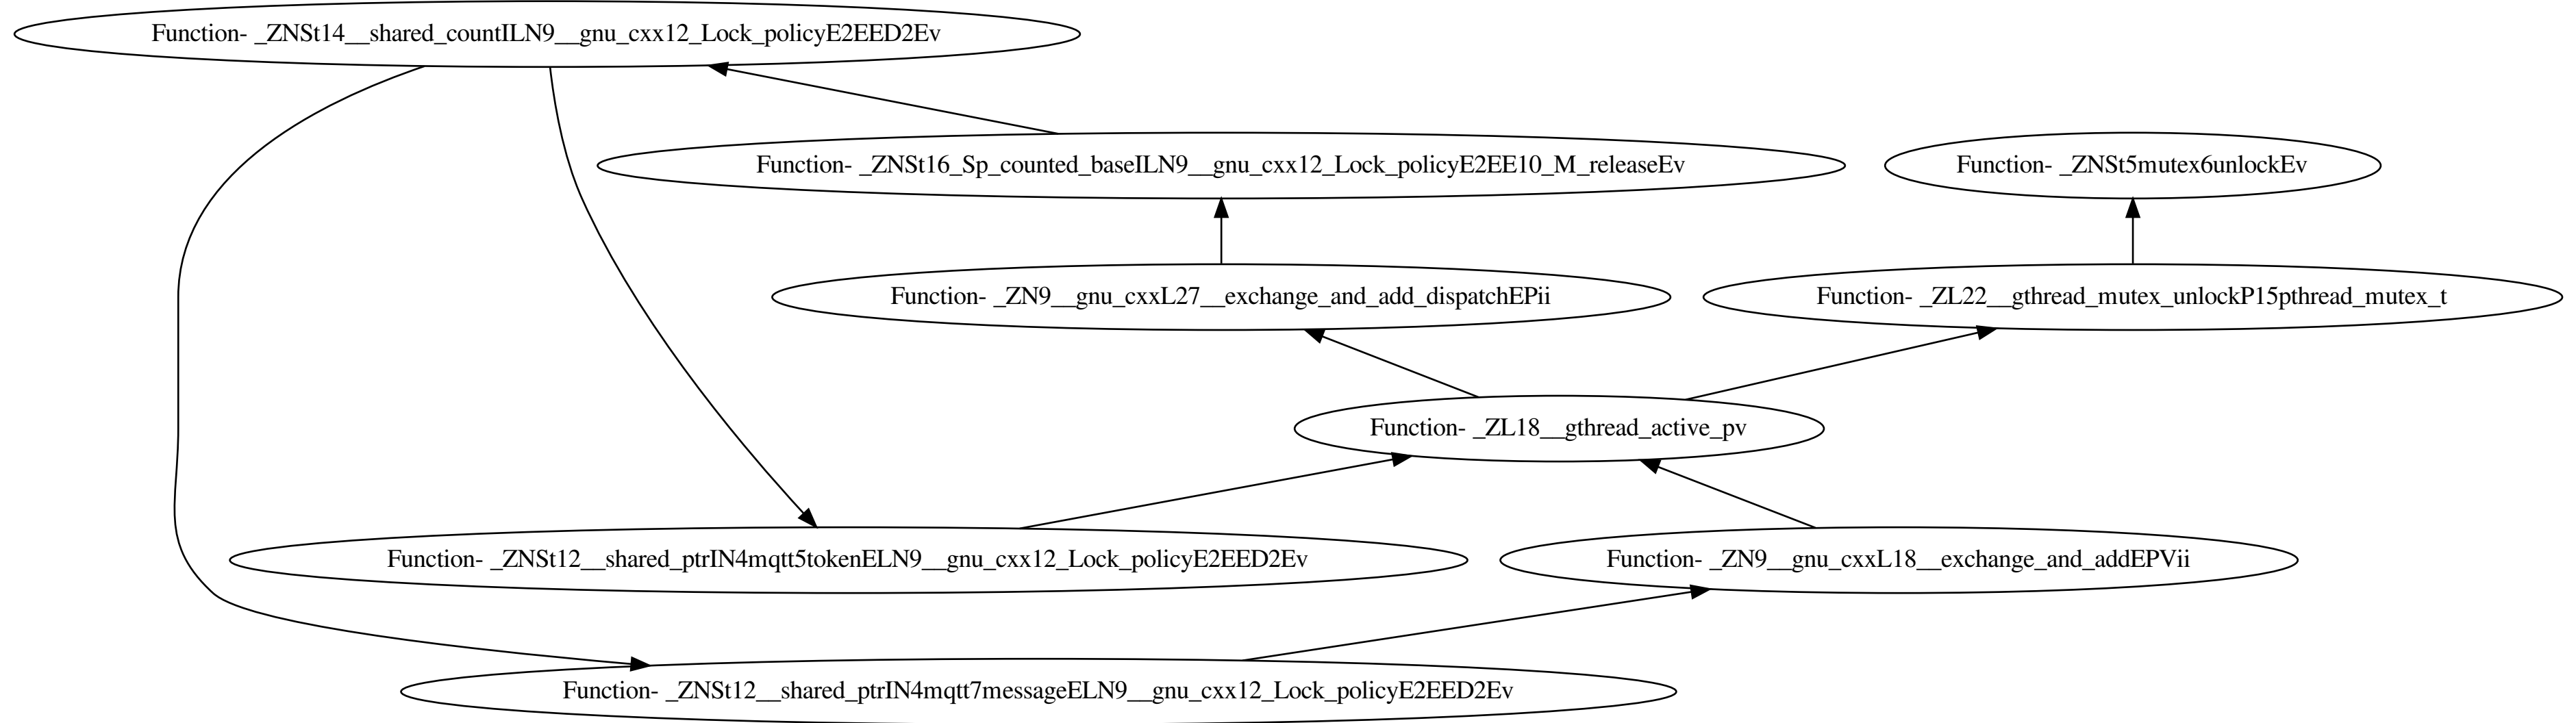 Function- _ZNSt14__shared_countILN9__gnu_cxx12_Lock_policyE2EED2Ev
Function- _ZNSt16_Sp_counted_baseILN9__gnu_cxx12_Lock_policyE2EE10_M_releaseEv
Function- _ZNSt5mutex6unlockEv
Function- _ZN9__gnu_cxxL27__exchange_and_add_dispatchEPii
Function- _ZL22__gthread_mutex_unlockP15pthread_mutex_t
Function- _ZL18__gthread_active_pv
Function- _ZNSt12__shared_ptrIN4mqtt5tokenELN9__gnu_cxx12_Lock_policyE2EED2Ev
Function- _ZN9__gnu_cxxL18__exchange_and_addEPVii
Function- _ZNSt12__shared_ptrIN4mqtt7messageELN9__gnu_cxx12_Lock_policyE2EED2Ev